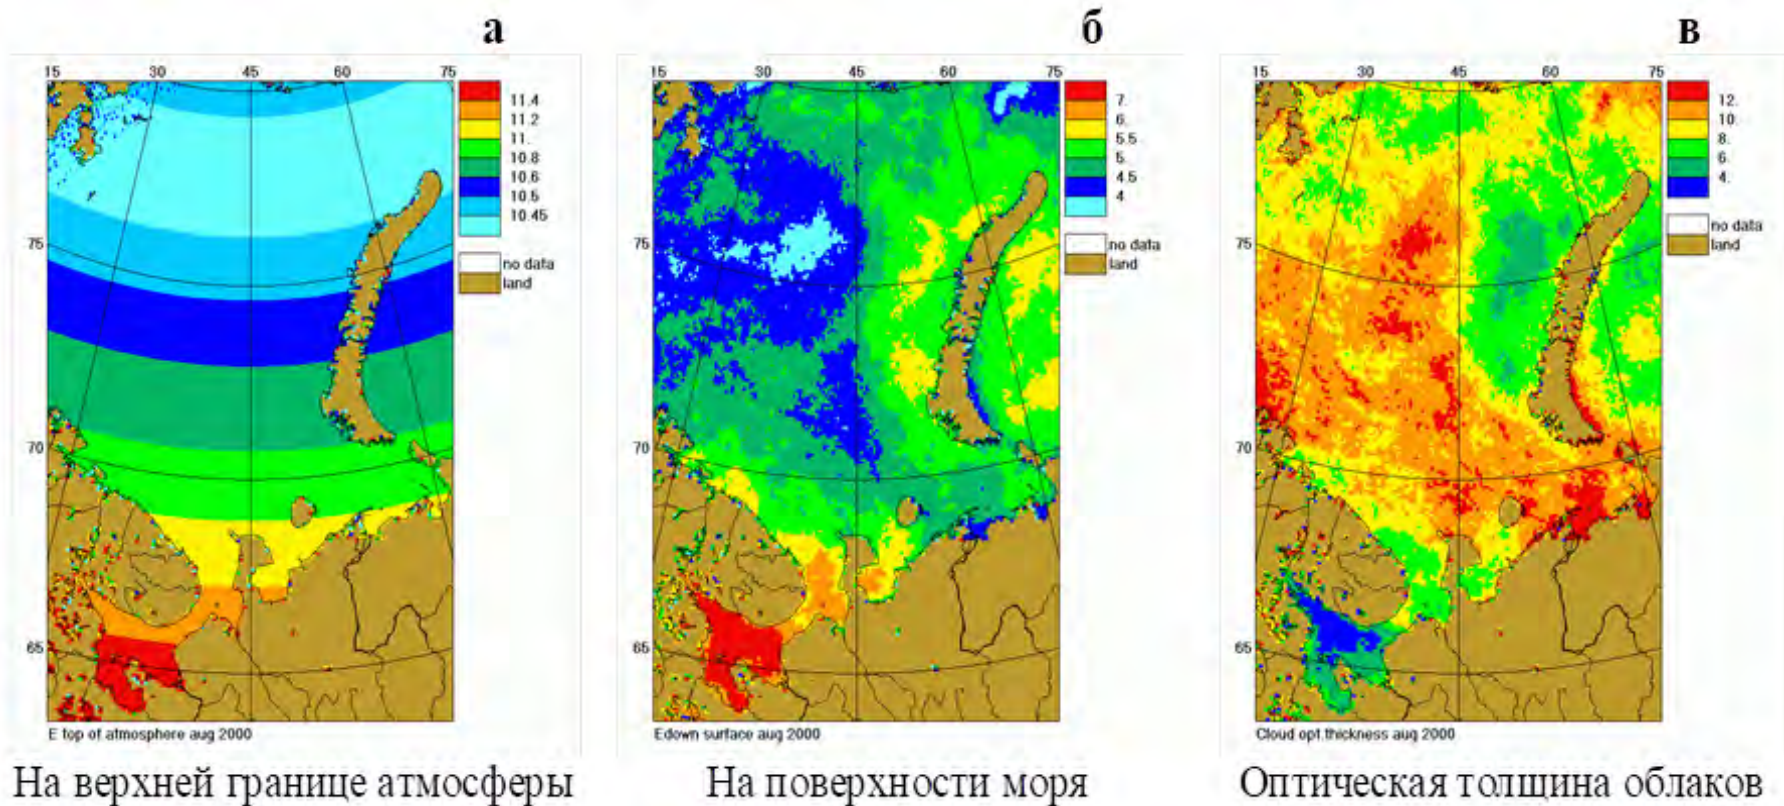 а
15 30 45 60 75
75
70
65
11.4
11.2
11.
10.8
10.6
10.5
10.45
no data
land
E top of atmosphere aug 2000
На верхней границе атмосферы
б
15 30 45 60 75
75
70
65
7.
6.
5.5
5.
4.5
4.
no data
land
Edown surface aug 2000
На поверхности моря
в
15 30 45 60 75
75
70
65
12.
10.
8.
6.
4.
no data
land
Cloud opt.thickness aug 2000
Оптическая толщина облаков